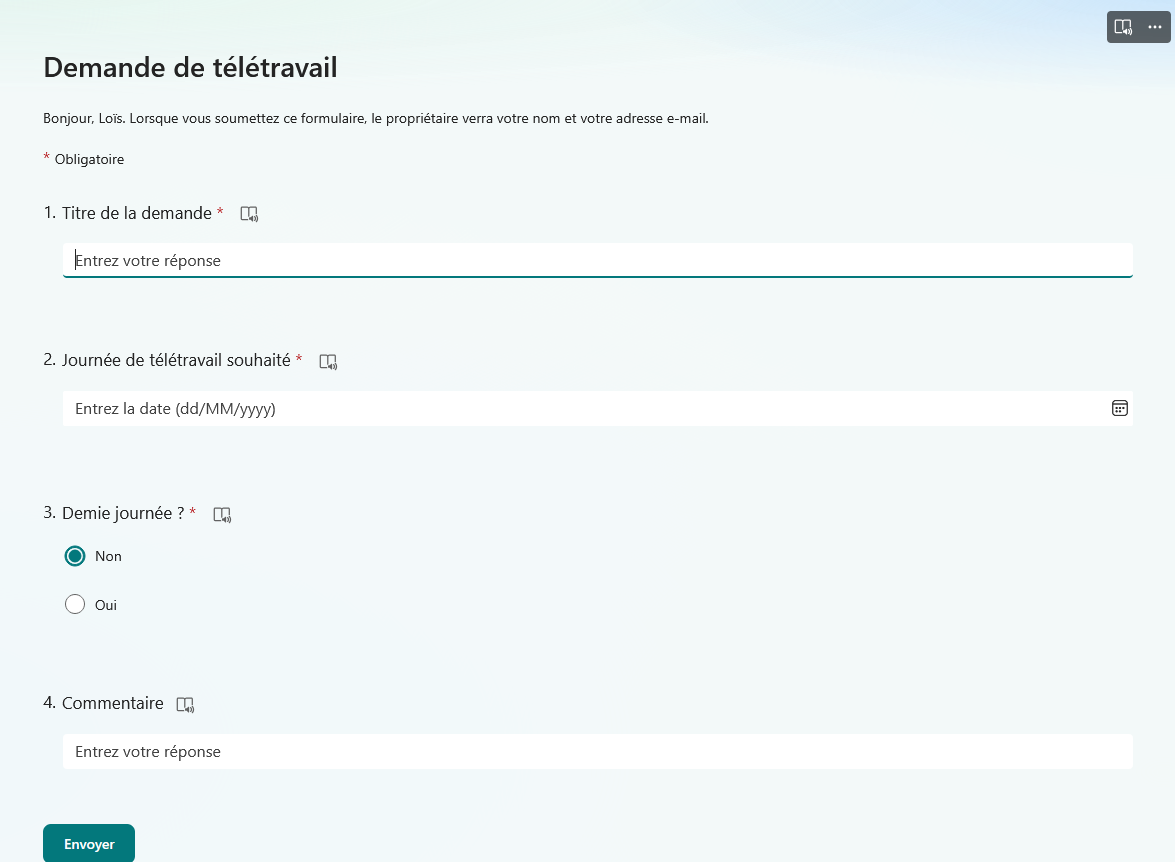 Demande de télétravail
Bonjour, Loïs. Lorsque vous soumettez ce formulaire, le propriétaire verra votre nom et votre adresse e-mail.
* Obligatoire
1. Titre de la demande *
Entrez votre réponse
2. Journée de télétravail souhaité *
Entrez la date (dd/MM/yyyy)
3. Demie journée ? *
Non
Oui
4. Commentaire
Entrez votre réponse
Envoyer